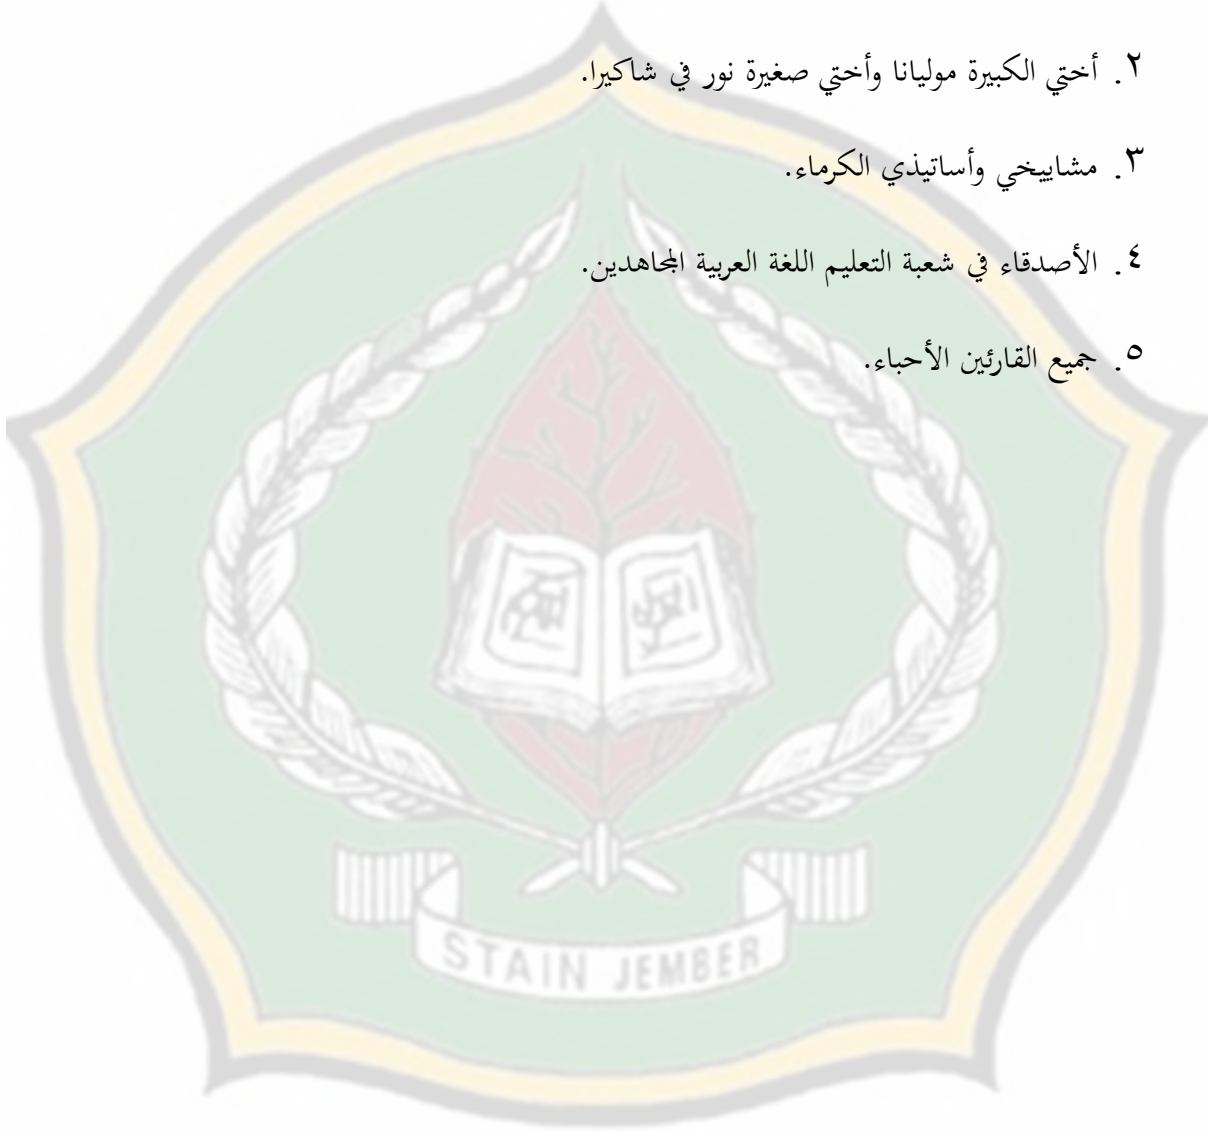 ٢. أختي الكبيرة موليانا وأختي صغيرة نور في شاكيرا.
٣. مشاييخي وأساتيذي الكرماء.
٤. الأصدقاء في شعبة التعليم اللغة العربية المجاهدين.
٥. جميع القارئين الأحباء.
STAIN JEMBER